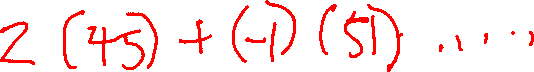 2 (45) + (-1) (51) .....